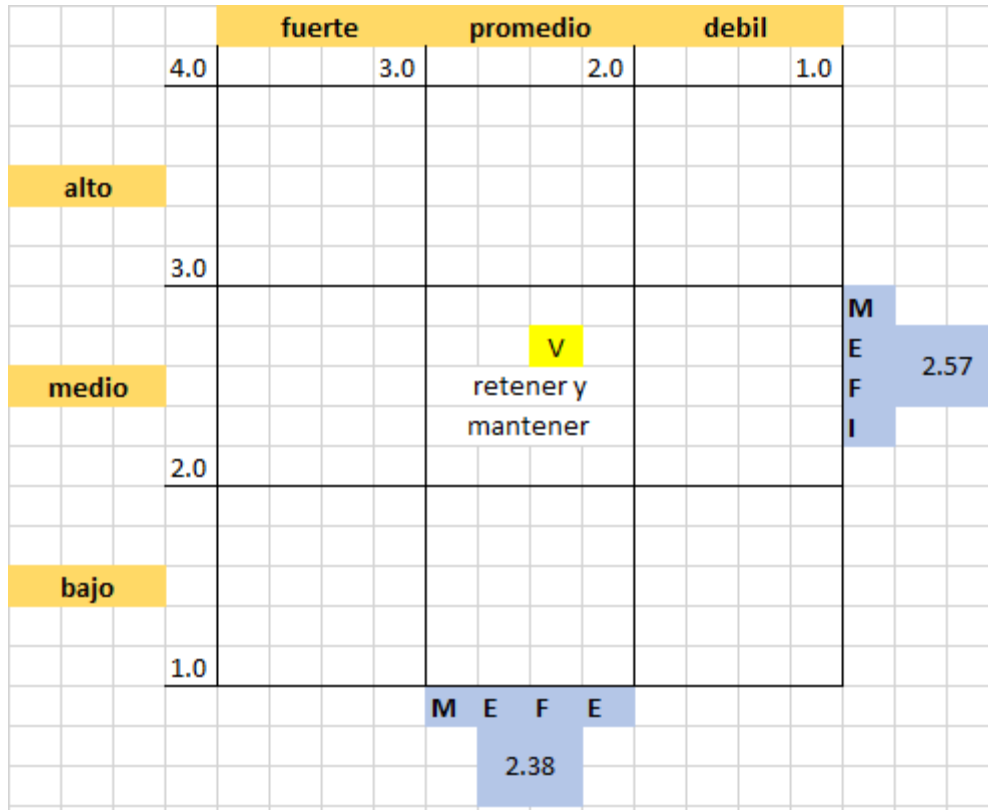 fuerte promedio debil
4.0 3.0 2.0 1.0
alto
3.0
M
V E 2.57
medio retener y F
mantener I
2.0
bajo
1.0
M E F E
2.38